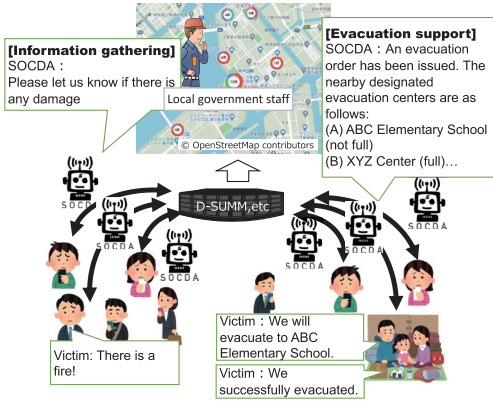 [Information gathering]
SOCDA：
Please let us know if there is
any damage
Local government staff
© OpenStreetMap contributors
[Evacuation support]
SOCDA：An evacuation
order has been issued. The
nearby designated
evacuation centers are as
follows:
(A) ABC Elementary School
(not full)
(B) XYZ Center (full)…
SOCDA
SOCDA
SOCDA
D-SUMM,etc
SOCDA
SOCDA
SOCDA
Victim: There is a
fire!
Victim：We will
evacuate to ABC
Elementary School.
Victim：We
successfully evacuated.